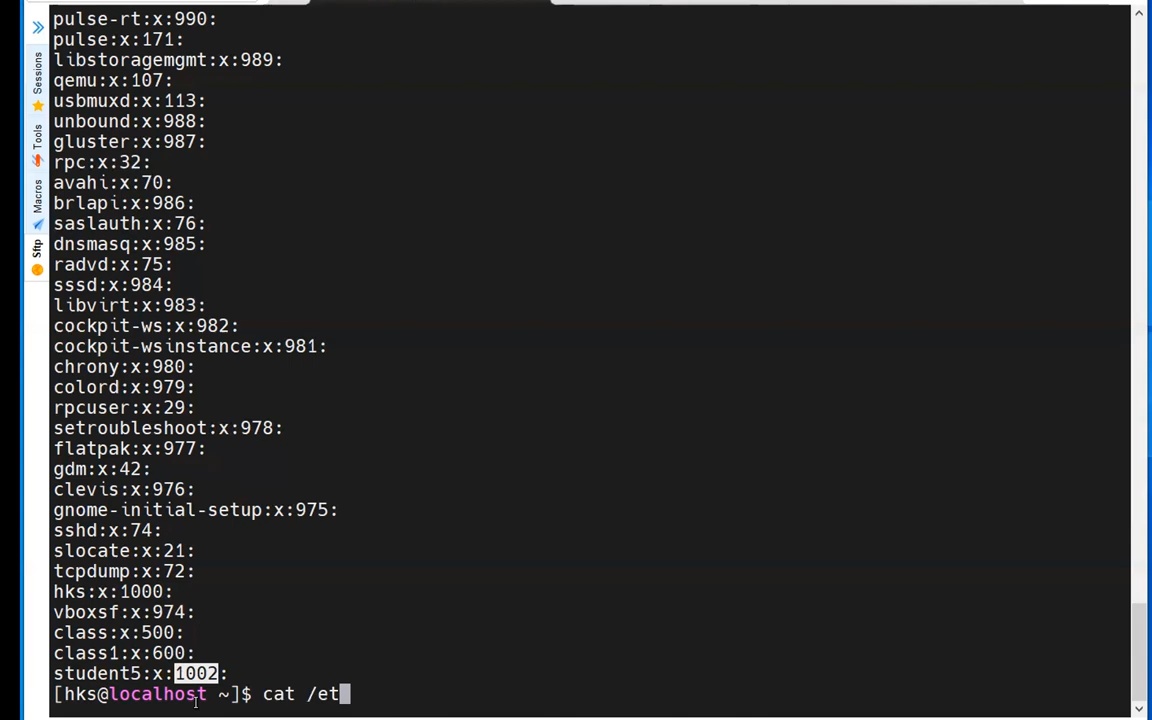 pulse-rt:x:990:
pulse:x:171:
libstoragemgmt:x:989:
qemu:x:107:
usbmuxd:x:113:
unbound:x:988:
gluster:x:987:
rpc:x:32:
avahi:x:70:
brlapi:x:986:
saslauth:x:76:
dnsmasq:x:985:
radvd:x:75:
sssd:x:984:
libvirt:x:983:
cockpit-ws:x:982:
cockpit-wsinstance:x:981:
chrony:x:980:
colord:x:979:
rpcuser:x:29:
setroubleshoot:x:978:
flatpak:x:977:
gdm:x:42:
clevis:x:976:
gnome-initial-setup:x:975:
sshd:x:74:
slocate:x:21:
tcpdump:x:72:
hks:x:1000:
vboxsf:x:974:
class:x:500:
class1:x:600:
student5:x:1002:
[hks@localhost ~]$ cat /et
Sessions
Tools
Macros
Sftp